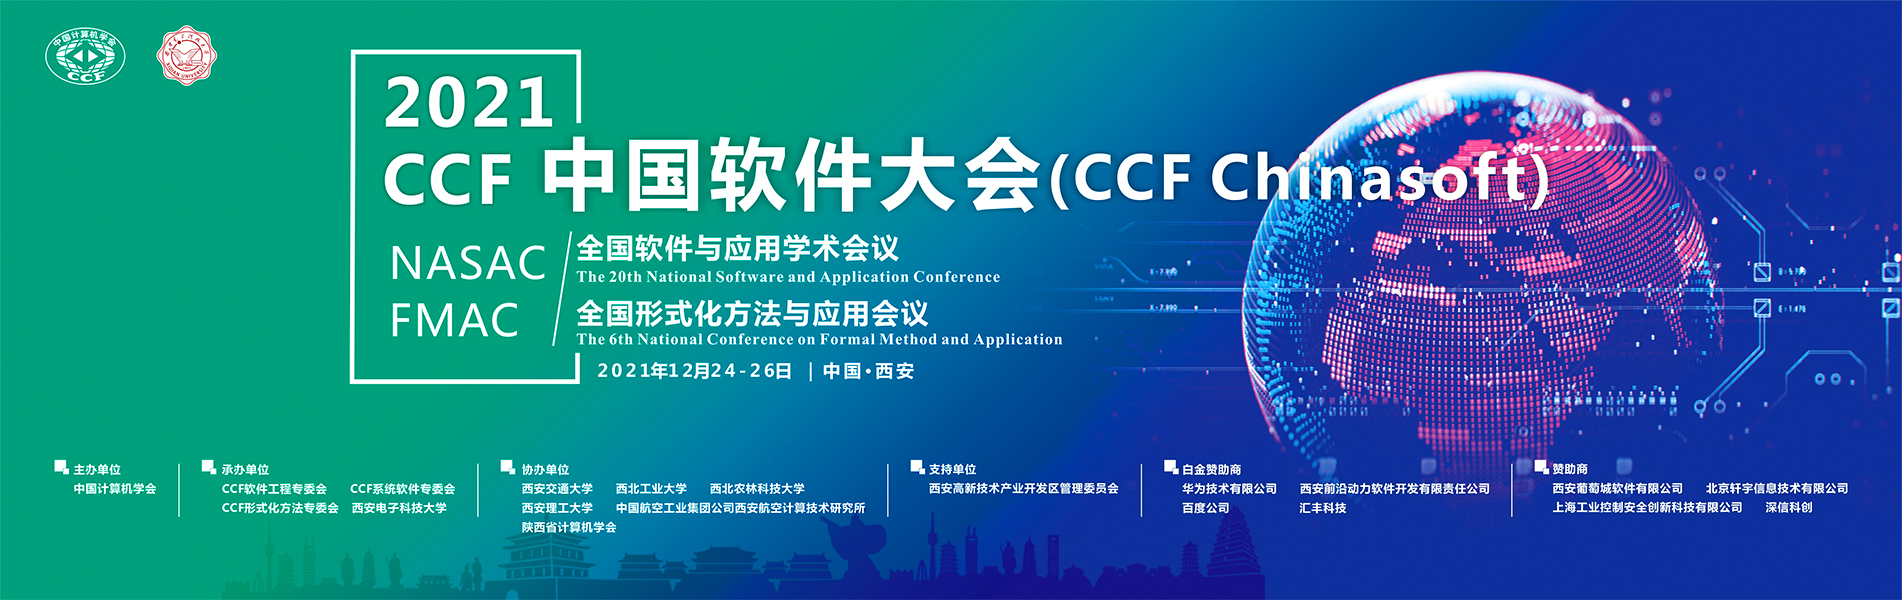 中国计算机学会
CCF
XIDIAN UNIVERSITY
2021
CCF 中国软件大会(CCF Chinasoft)
NASAC
全国软件与应用学术会议
The 20th National Software and Application Conference
FMAC
全国形式化方法与应用会议
The 6th National Conference on Formal Method and Application
2021年12月24-26日 | 中国·西安
主办单位
中国计算机学会
承办单位
CCF软件工程专委会 CCF系统软件专委会
CCF形式化方法专委会 西安电子科技大学
协办单位
西安交通大学 西北工业大学 西北农林科技大学
西安理工大学 中国航空工业集团公司西安航空计算技术研究所
陕西省计算机学会
支持单位
西安高新技术产业开发区管理委员会
白金赞助商
华为技术有限公司 西安前沿动力软件开发有限责任公司
百度公司 汇丰科技
赞助商
西安葡萄城软件有限公司 北京轩宇信息技术有限公司
上海工业控制安全创新科技有限公司 深信科创